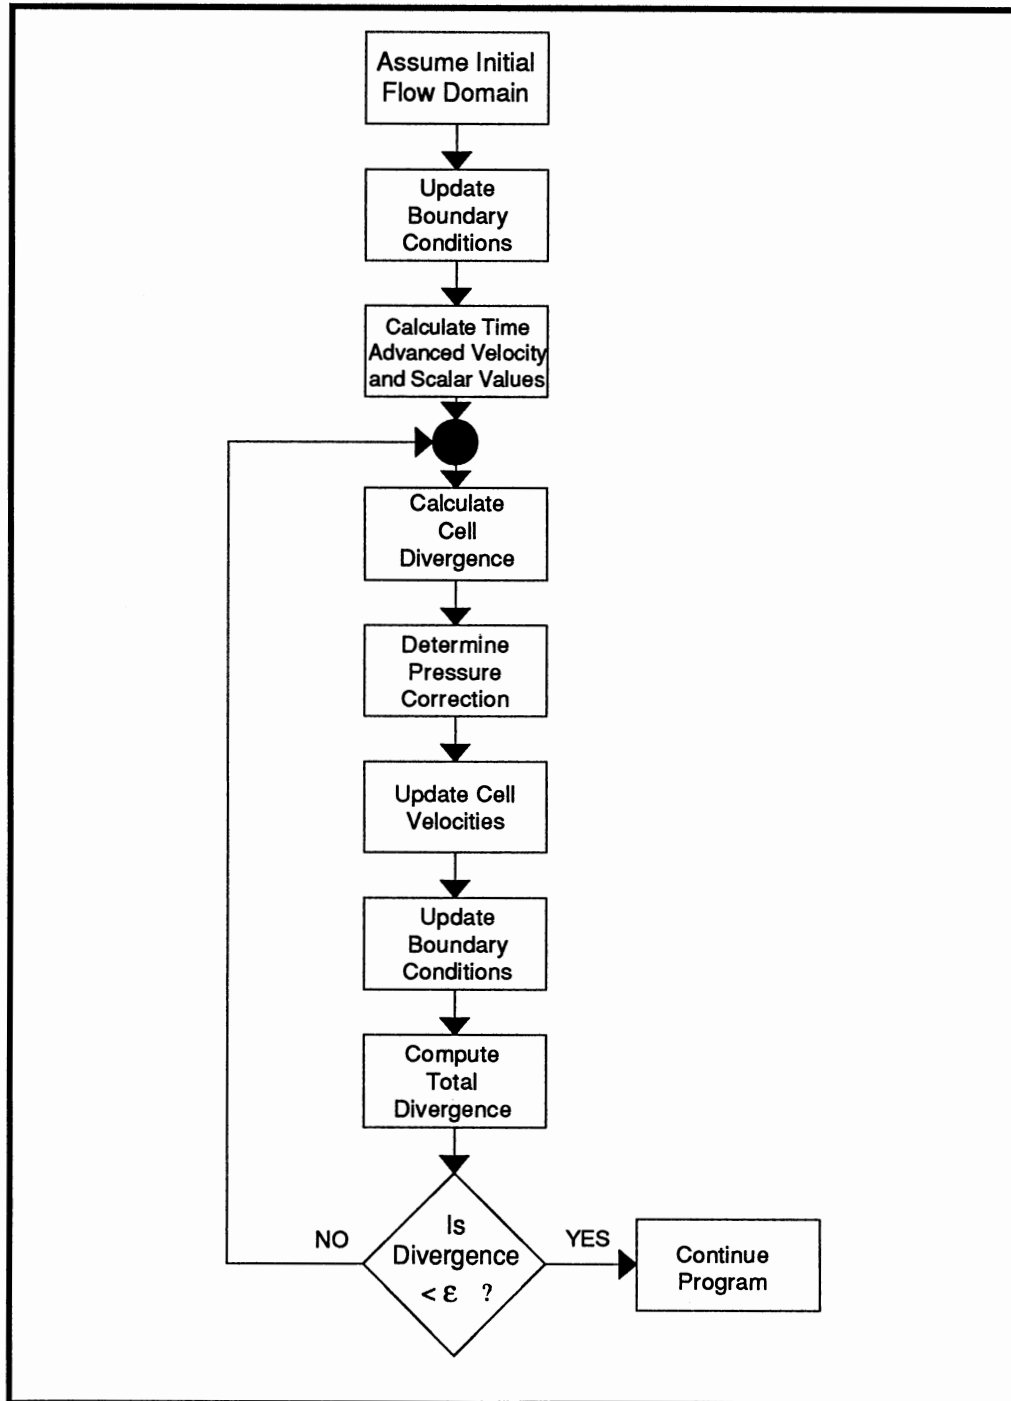 Assume Initial
Flow Domain
Update
Boundary
Conditions
Calculate Time
Advanced Velocity
and Scalar Values
Calculate
Cell
Divergence
Determine
Pressure
Correction
Update Cell
Velocities
Update
Boundary
Conditions
Compute
Total
Divergence
Is
Divergence
< ε ?
NO
YES
Continue
Program